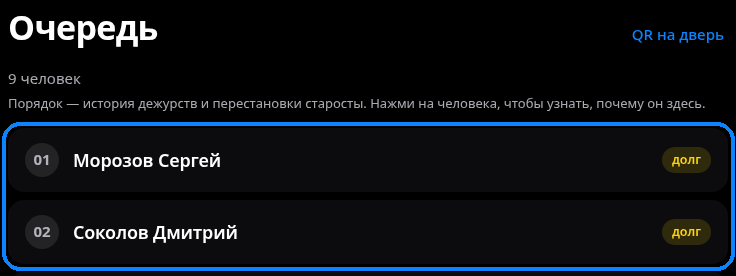 Очередь
QR на дверь
9 человек
Порядок — история дежурств и перестановки старосты. Нажми на человека, чтобы узнать, почему он здесь.
01 Морозов Сергей долг
02 Соколов Дмитрий долг